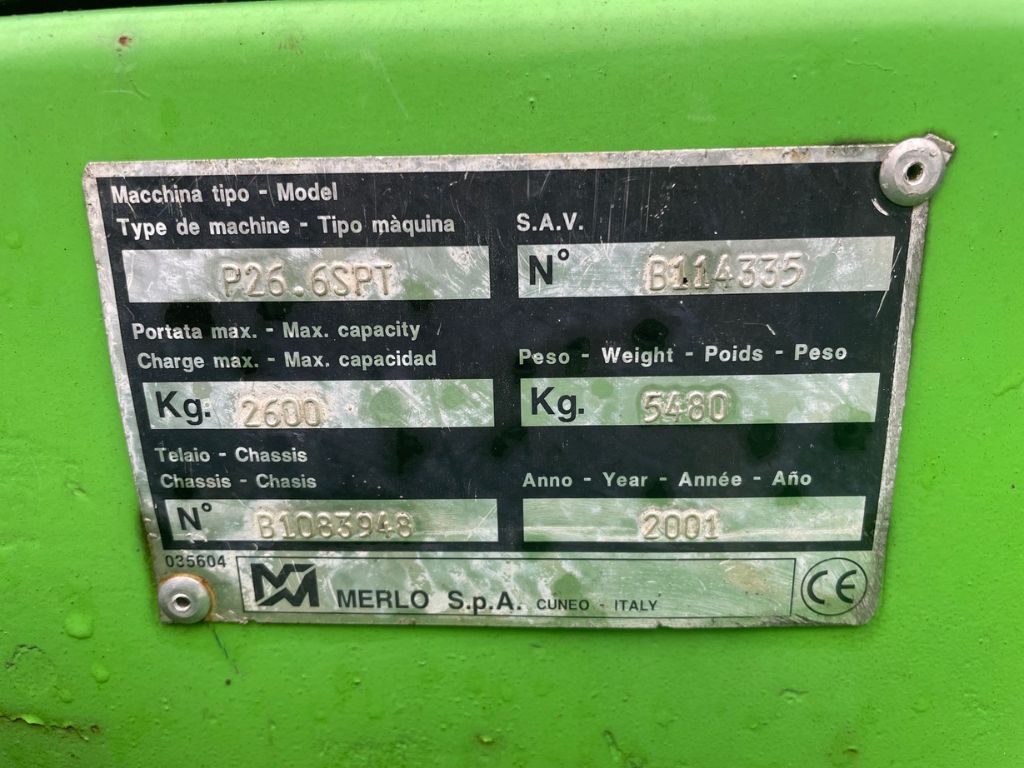 Macchina tipo - Model
Type de machine - Tipo màquina
P26.6SPT
S.A.V.
N° B114335
Portata max. - Max. capacity
Charge max. - Max. capacidad
Kg. 2600
Peso - Weight - Poids - Peso
Kg. 5480
Telaio - Chassis
Chassis - Chasis
N° B1083948
Anno - Year - Année - Año
2001
035604
MERLO S.p.A. CUNEO - ITALY
CE